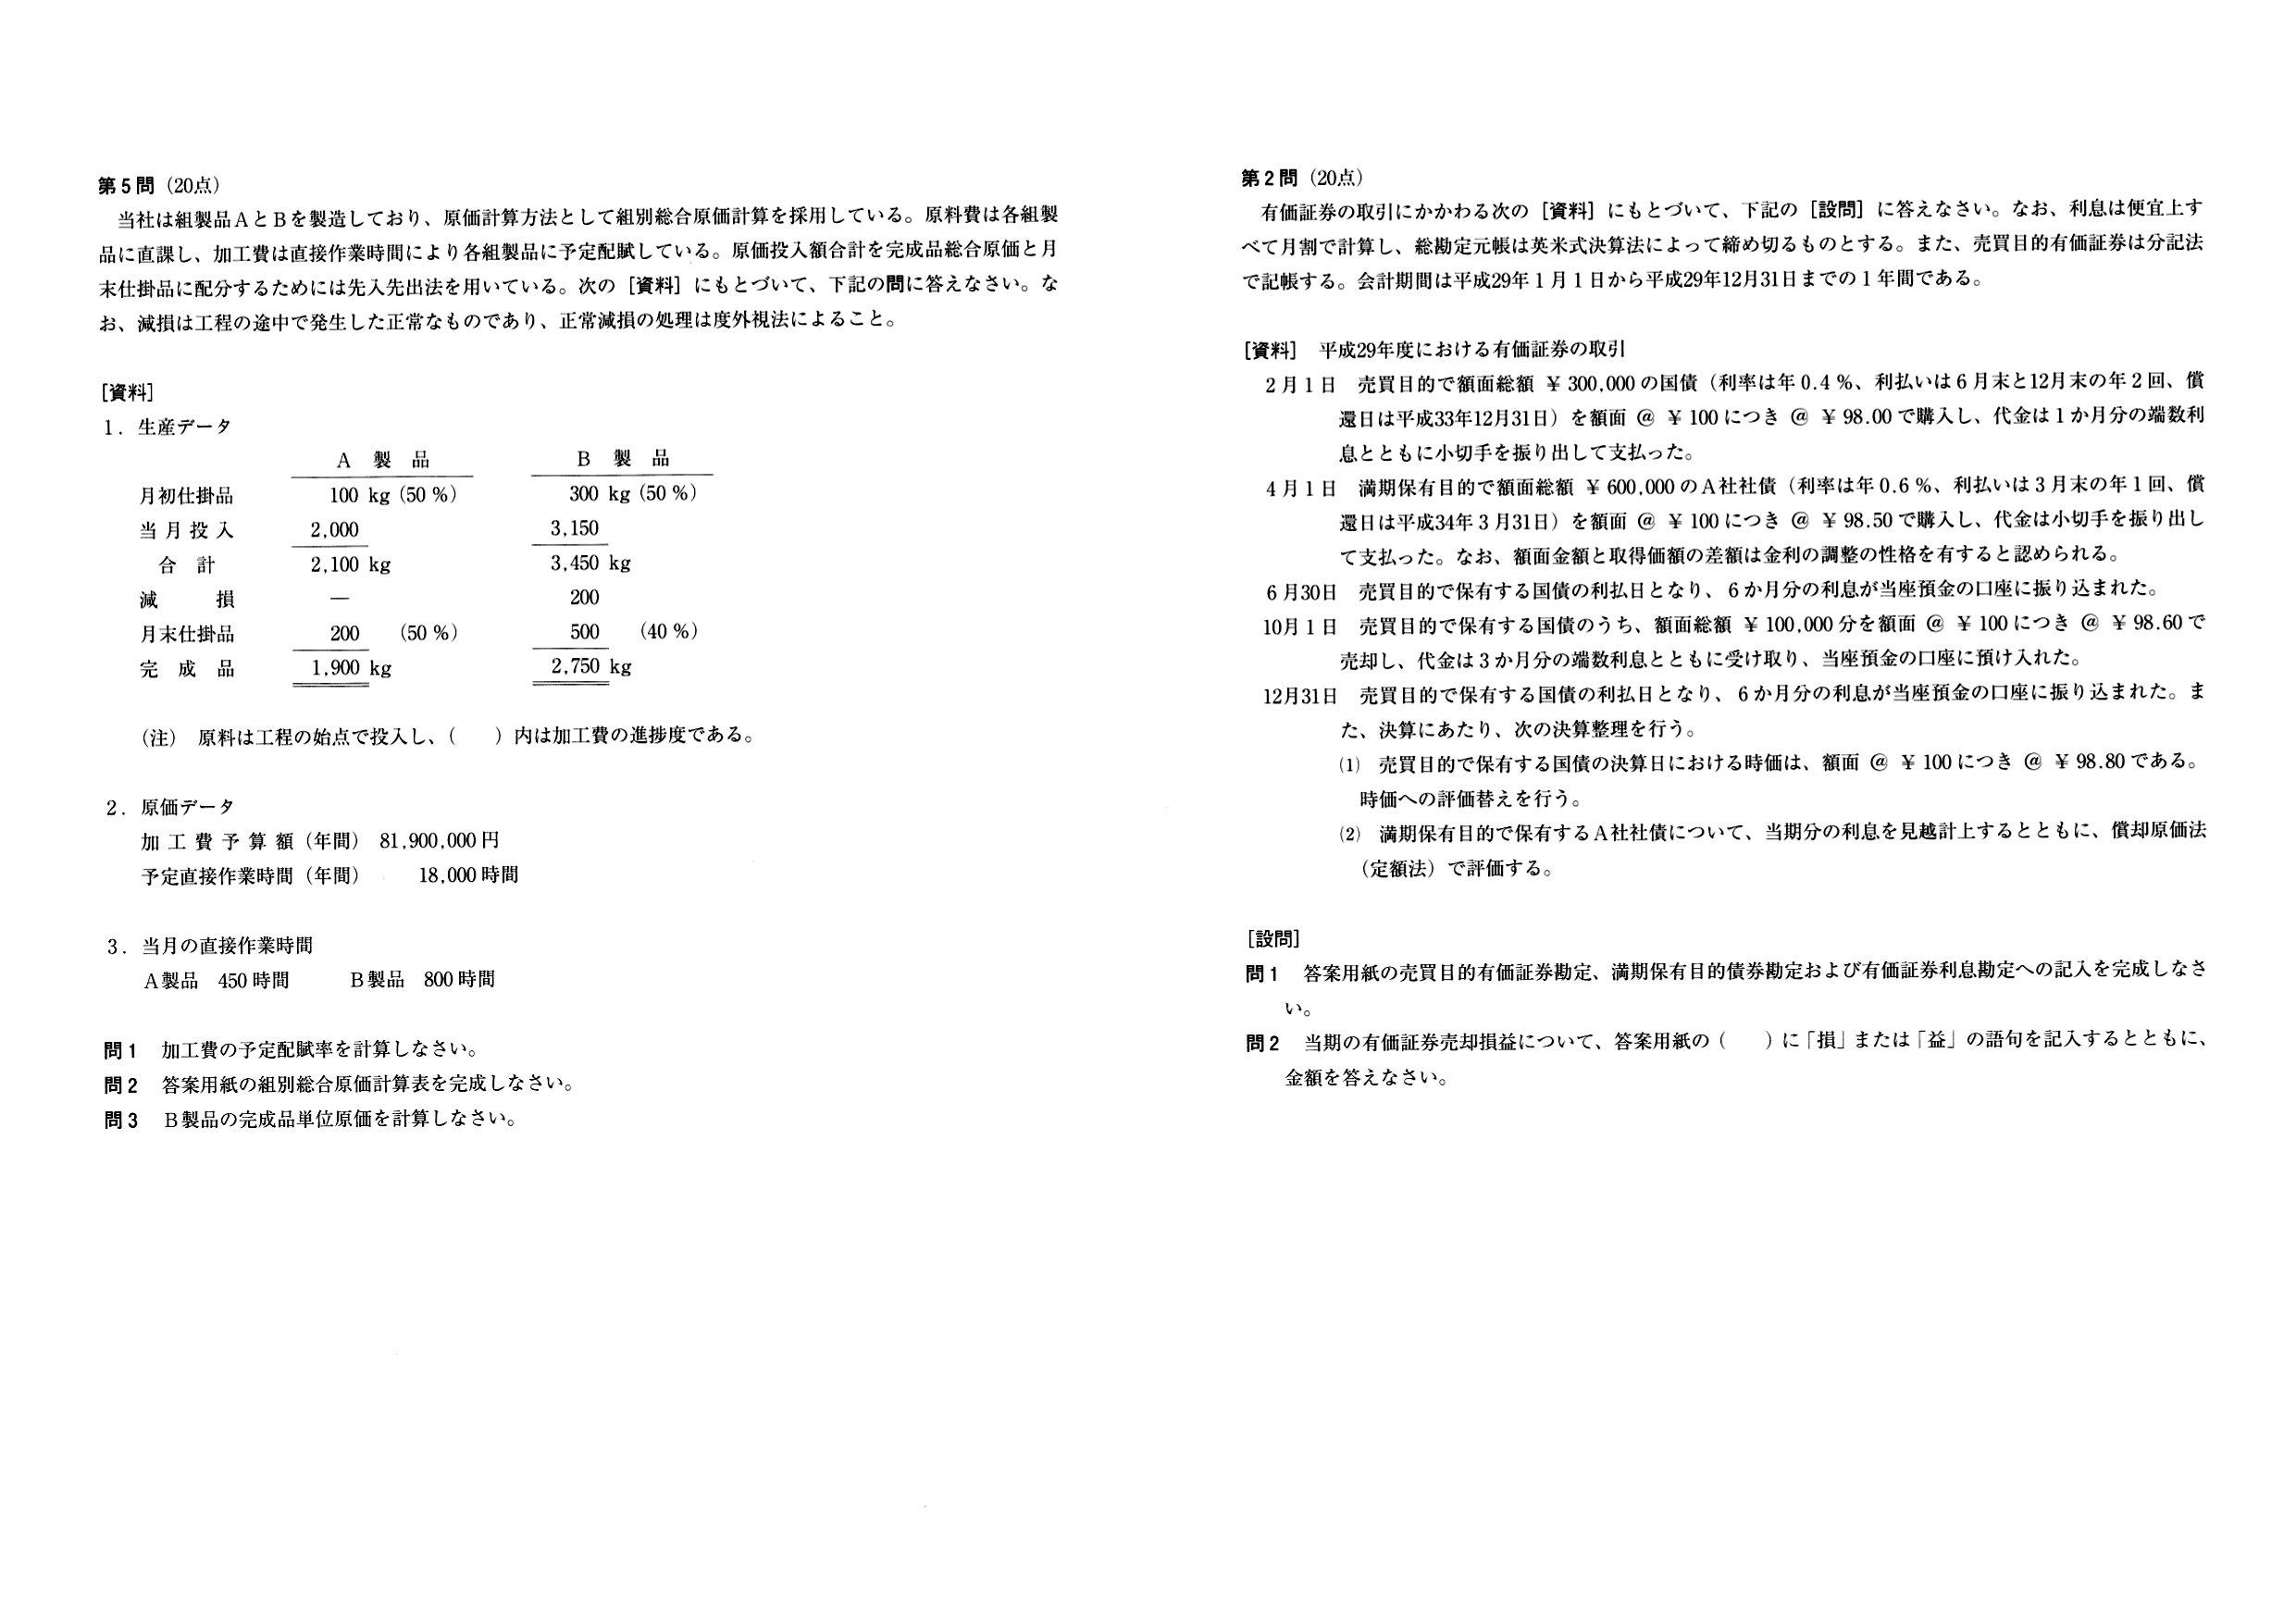 第5問（20点）
当社は組製品AとBを製造しており、原価計算方法として組別総合原価計算を採用している。原料費は各組製
品に直課し、加工費は直接作業時間により各組製品に予定配賦している。原価投入額合計を完成品総合原価と月
末仕掛品に配分するためには先入先出法を用いている。次の［資料］にもとづいて、下記の問に答えなさい。な
お、減損は工程の途中で発生した正常なものであり、正常減損の処理は度外視法によること。
［資料］
1．生産データ
A 製 品 B 製 品
月初仕掛品 100 kg（50％） 300 kg（50％）
当月投入 2,000 3,150
合 計 2,100 kg 3,450 kg
減 損 ― 200
月末仕掛品 200 （50％） 500 （40％）
完 成 品 1,900 kg 2,750 kg
（注） 原料は工程の始点で投入し、（ ）内は加工費の進捗度である。
2．原価データ
加工費予算額（年間） 81,900,000円
予定直接作業時間（年間） 18,000時間
3．当月の直接作業時間
A製品 450時間 B製品 800時間
問1 加工費の予定配賦率を計算しなさい。
問2 答案用紙の組別総合原価計算表を完成しなさい。
問3 B製品の完成品単位原価を計算しなさい。
第2問（20点）
有価証券の取引にかかわる次の［資料］にもとづいて、下記の［設問］に答えなさい。なお、利息は便宜上す
べて月割で計算し、総勘定元帳は英米式決算法によって締め切るものとする。また、売買目的有価証券は分記法
で記帳する。会計期間は平成29年1月1日から平成29年12月31日までの1年間である。
［資料］ 平成29年度における有価証券の取引
2月1日 売買目的で額面総額 ￥300,000の国債（利率は年0.4％、利払いは6月末と12月末の年2回、償
還日は平成33年12月31日）を額面＠￥100につき＠￥98.00で購入し、代金は1か月分の端数利
息とともに小切手を振り出して支払った。
4月1日 満期保有目的で額面総額 ￥600,000のA社社債（利率は年0.6％、利払いは3月末の年1回、償
還日は平成34年3月31日）を額面＠￥100につき＠￥98.50で購入し、代金は小切手を振り出し
て支払った。なお、額面金額と取得価額の差額は金利の調整の性格を有すると認められる。
6月30日 売買目的で保有する国債の利払日となり、6か月分の利息が当座預金の口座に振り込まれた。
10月1日 売買目的で保有する国債のうち、額面総額￥100,000分を額面＠￥100につき＠￥98.60で
売却し、代金は3か月分の端数利息とともに受け取り、当座預金の口座に預け入れた。
12月31日 売買目的で保有する国債の利払日となり、6か月分の利息が当座預金の口座に振り込まれた。ま
た、決算にあたり、次の決算整理を行う。
(1) 売買目的で保有する国債の決算日における時価は、額面＠￥100につき＠￥98.80である。
時価への評価替えを行う。
(2) 満期保有目的で保有するA社社債について、当期分の利息を見越計上するとともに、償却原価法
（定額法）で評価する。
［設問］
問1 答案用紙の売買目的有価証券勘定、満期保有目的債券勘定および有価証券利息勘定への記入を完成しなさ
い。
問2 当期の有価証券売却損益について、答案用紙の（ ）に「損」または「益」の語句を記入するとともに、
金額を答えなさい。